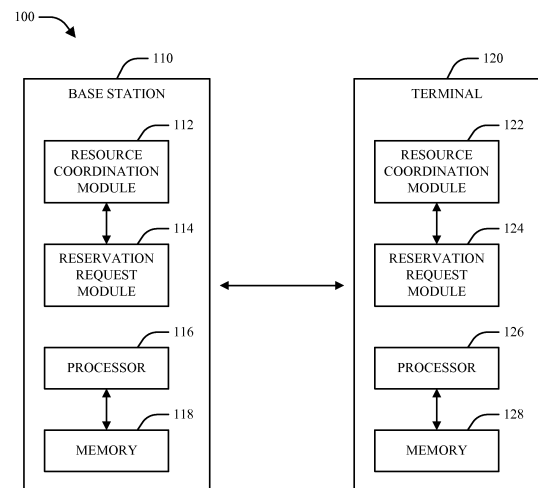 100
110
120
BASE STATION
TERMINAL
112
122
RESOURCE
COORDINATION
MODULE
RESOURCE
COORDINATION
MODULE
114
124
RESERVATION
REQUEST
MODULE
RESERVATION
REQUEST
MODULE
116
126
PROCESSOR
PROCESSOR
118
128
MEMORY
MEMORY